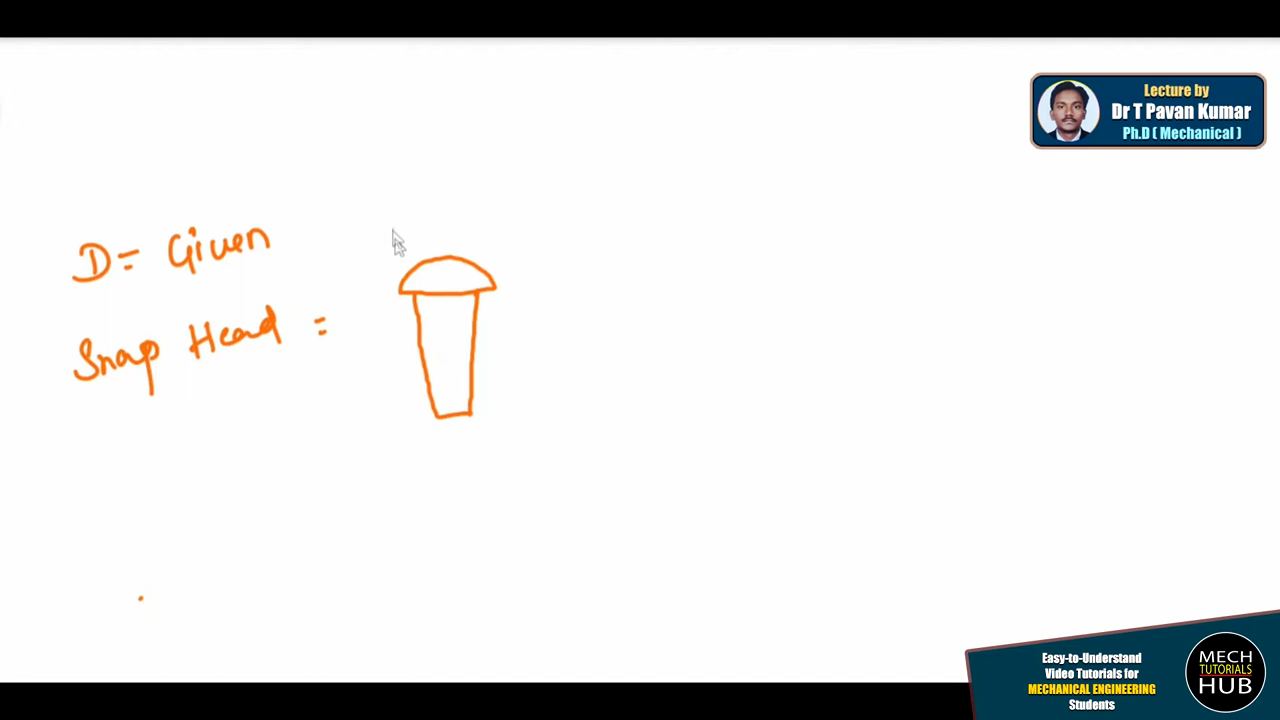 Lecture by
Dr T Pavan Kumar
Ph.D ( Mechanical )
D = Given
Snap Head =
Easy-to-Understand
Video Tutorials for
MECHANICAL ENGINEERING
Students
MECH
TUTORIALS
HUB